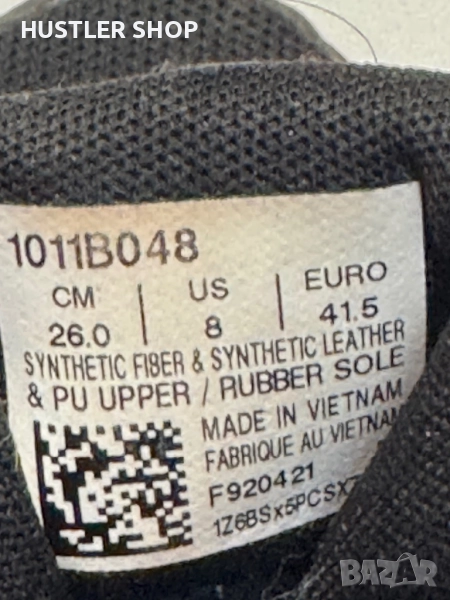 HUSTLER SHOP
1011B048
CM | US | EURO
26.0 | 8 | 41.5
SYNTHETIC FIBER & SYNTHETIC LEATHER
& PU UPPER / RUBBER SOLE
MADE IN VIETNAM
FABRIQUE AU VIETNAM
F920421
BAZAR